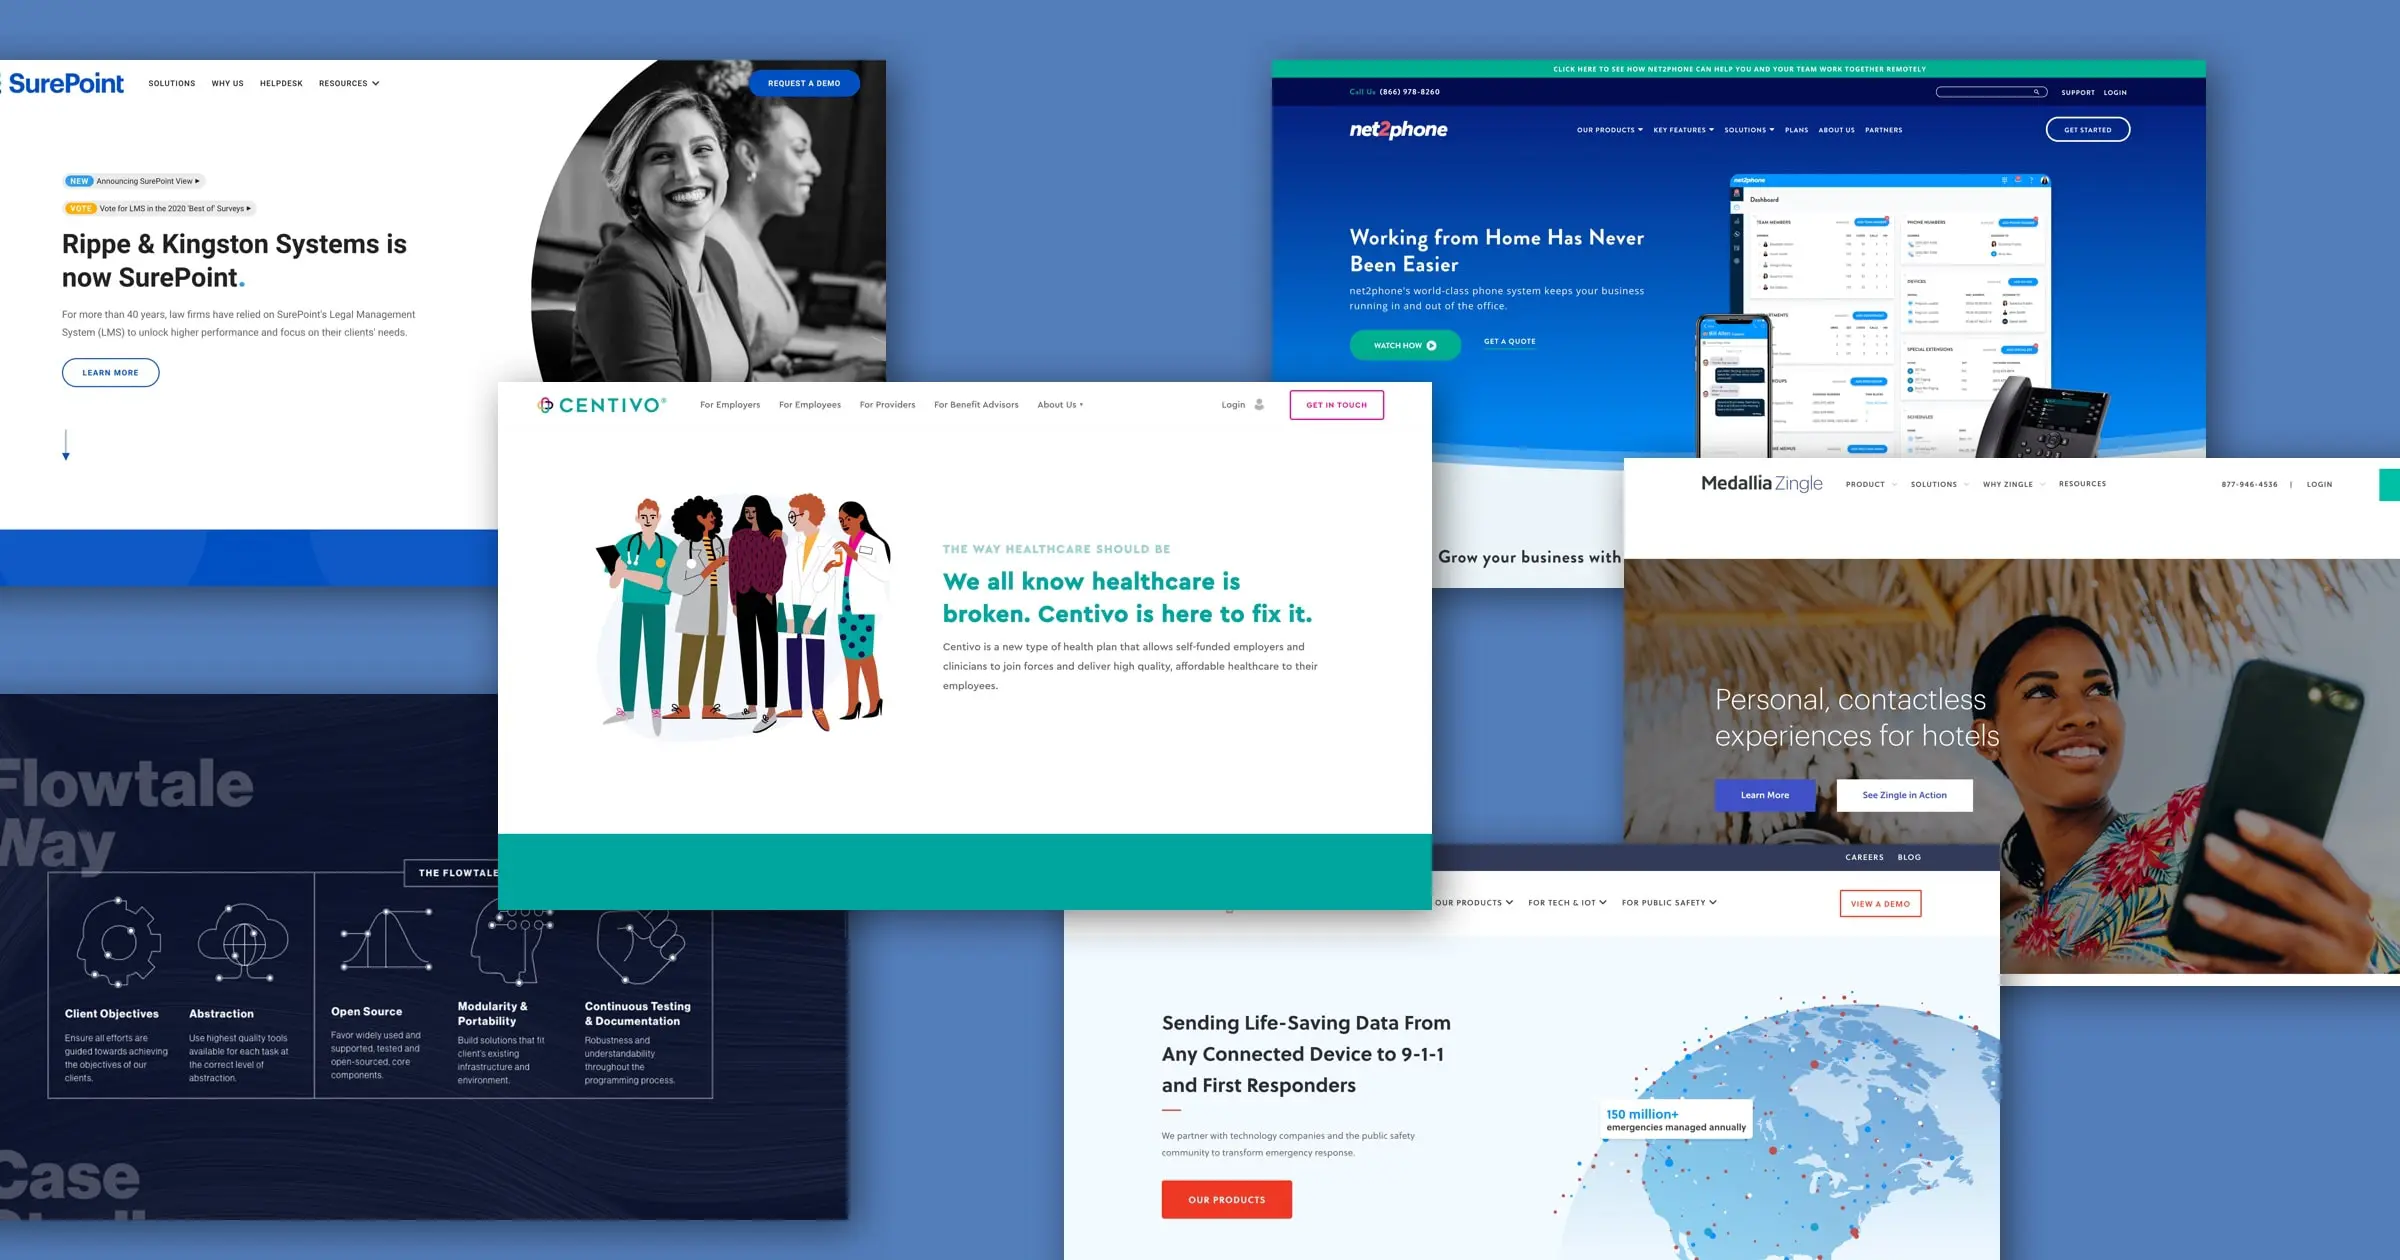 SurePoint
SOLUTIONS
WHY US
HELPDESK
RESOURCES
REQUEST A DEMO
NEW Announcing SurePoint View
VOTE Vote for LMS in the 2020 'Best of' Surveys
Rippe & Kingston Systems is
now SurePoint.
For more than 40 years, law firms have relied on SurePoint's Legal Management
System (LMS) to unlock higher performance and focus on their clients' needs.
LEARN MORE
CLICK HERE TO SEE HOW NET2PHONE CAN HELP YOU AND YOUR TEAM WORK TOGETHER REMOTELY
Call Us (866) 978-8260
SUPPORT
LOGIN
net2phone
OUR PRODUCTS
KEY FEATURES
SOLUTIONS
PLANS
ABOUT US
PARTNERS
GET STARTED
Working from Home Has Never
Been Easier
net2phone's world-class phone system keeps your business
running in and out of the office.
WATCH HOW
GET A QUOTE
net2phone
Dashboard
TEAM MEMBERS
PHONE NUMBERS
DEVICES
SPECIAL EXTENSIONS
SCHEDULES
Grow your business with
CENTIVO
For Employers
For Employees
For Providers
For Benefit Advisors
About Us
Login
GET IN TOUCH
THE WAY HEALTHCARE SHOULD BE
We all know healthcare is
broken. Centivo is here to fix it.
Centivo is a new type of health plan that allows self-funded employers and
clinicians to join forces and deliver high quality, affordable healthcare to their
employees.
Medallia Zingle
PRODUCT
SOLUTIONS
WHY ZINGLE
RESOURCES
877-946-4536 | LOGIN
Personal, contactless
experiences for hotels
Learn More
See Zingle in Action
Flowtale
Way
THE FLOWTALE
Client Objectives
Ensure all efforts are
guided towards achieving
the objectives of our
clients.
Abstraction
Use highest quality tools
available for each task at
the correct level of
abstraction.
Open Source
Favor widely used and
supported, tested and
open-sourced, core
components.
Modularity &
Portability
Build solutions that fit
client's existing
infrastructure and
environment.
Continuous Testing
& Documentation
Robustness and
understandability
throughout the
programming process.
Case
CAREERS
BLOG
OUR PRODUCTS
FOR TECH & IOT
FOR PUBLIC SAFETY
VIEW A DEMO
Sending Life-Saving Data From
Any Connected Device to 9-1-1
and First Responders
We partner with technology companies and the public safety
community to transform emergency response.
OUR PRODUCTS
150 million+
emergencies managed annually